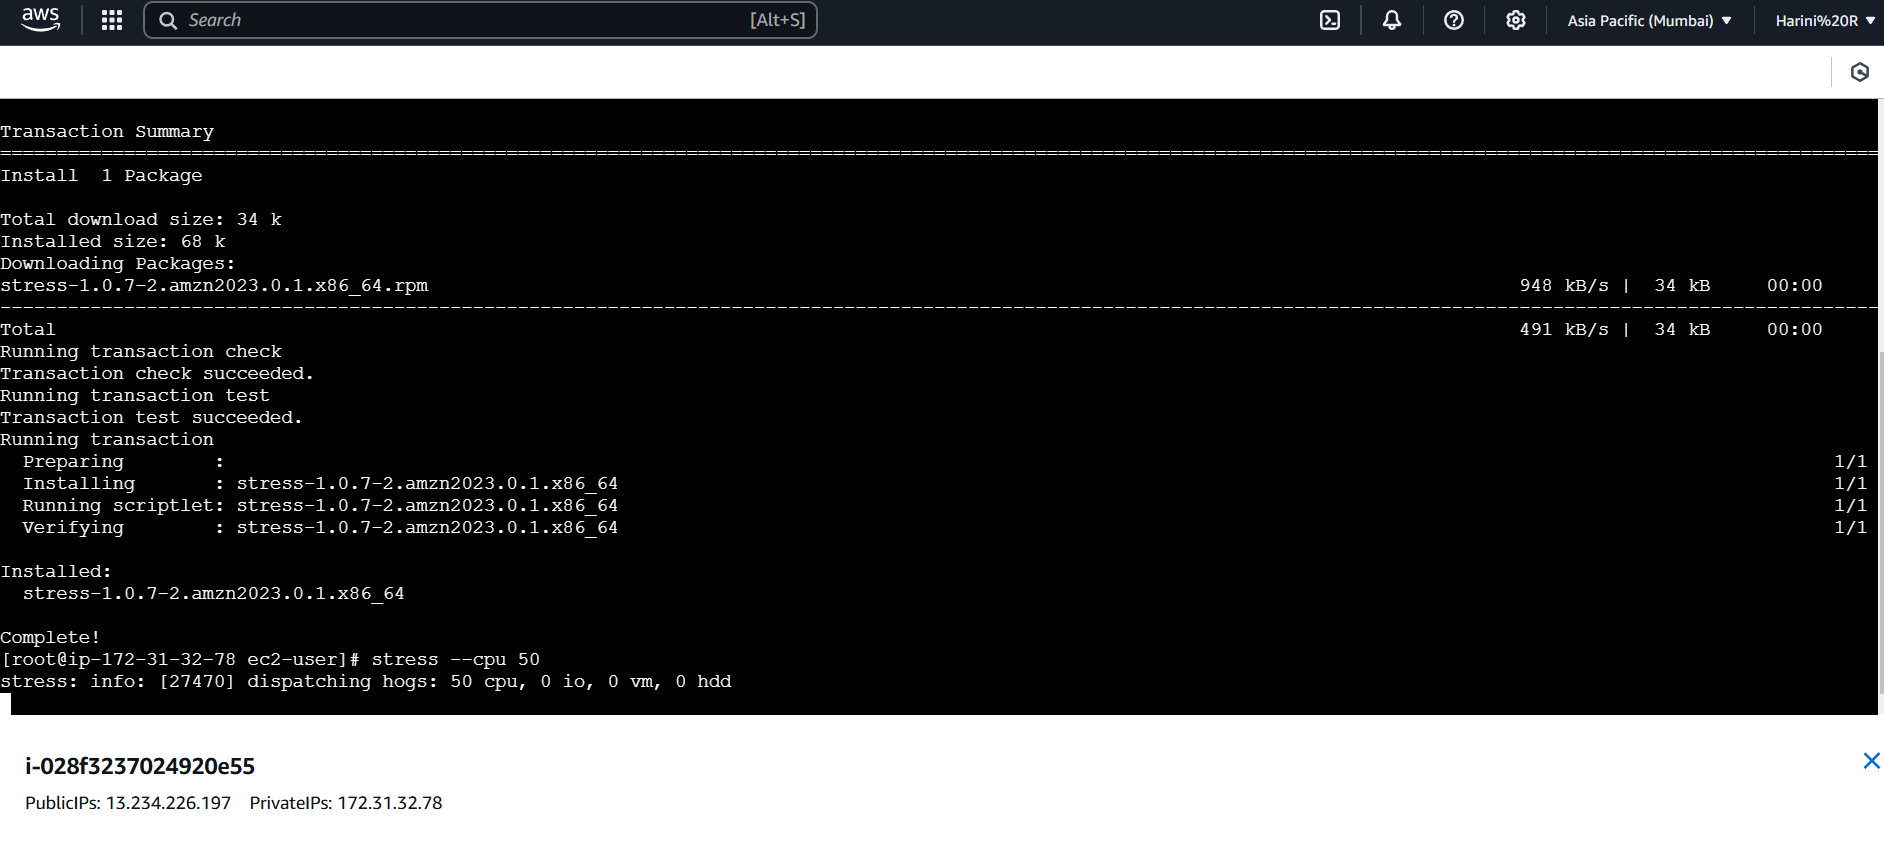 aws
Search [Alt+S] Asia Pacific (Mumbai) ▼ Harini%20R ▼
Transaction Summary
================================================================================
Install  1 Package
Total download size: 34 k
Installed size: 68 k
Downloading Packages:
stress-1.0.7-2.amzn2023.0.1.x86_64.rpm 948 kB/s |  34 kB     00:00
--------------------------------------------------------------------------------
Total 491 kB/s |  34 kB     00:00
Running transaction check
Transaction check succeeded.
Running transaction test
Transaction test succeeded.
Running transaction
  Preparing        : 1/1
  Installing       : stress-1.0.7-2.amzn2023.0.1.x86_64 1/1
  Running scriptlet: stress-1.0.7-2.amzn2023.0.1.x86_64 1/1
  Verifying        : stress-1.0.7-2.amzn2023.0.1.x86_64 1/1
Installed:
  stress-1.0.7-2.amzn2023.0.1.x86_64
Complete!
[root@ip-172-31-32-78 ec2-user]# stress --cpu 50
stress: info: [27470] dispatching hogs: 50 cpu, 0 io, 0 vm, 0 hdd
i-028f3237024920e55
PublicIPs: 13.234.226.197 PrivateIPs: 172.31.32.78